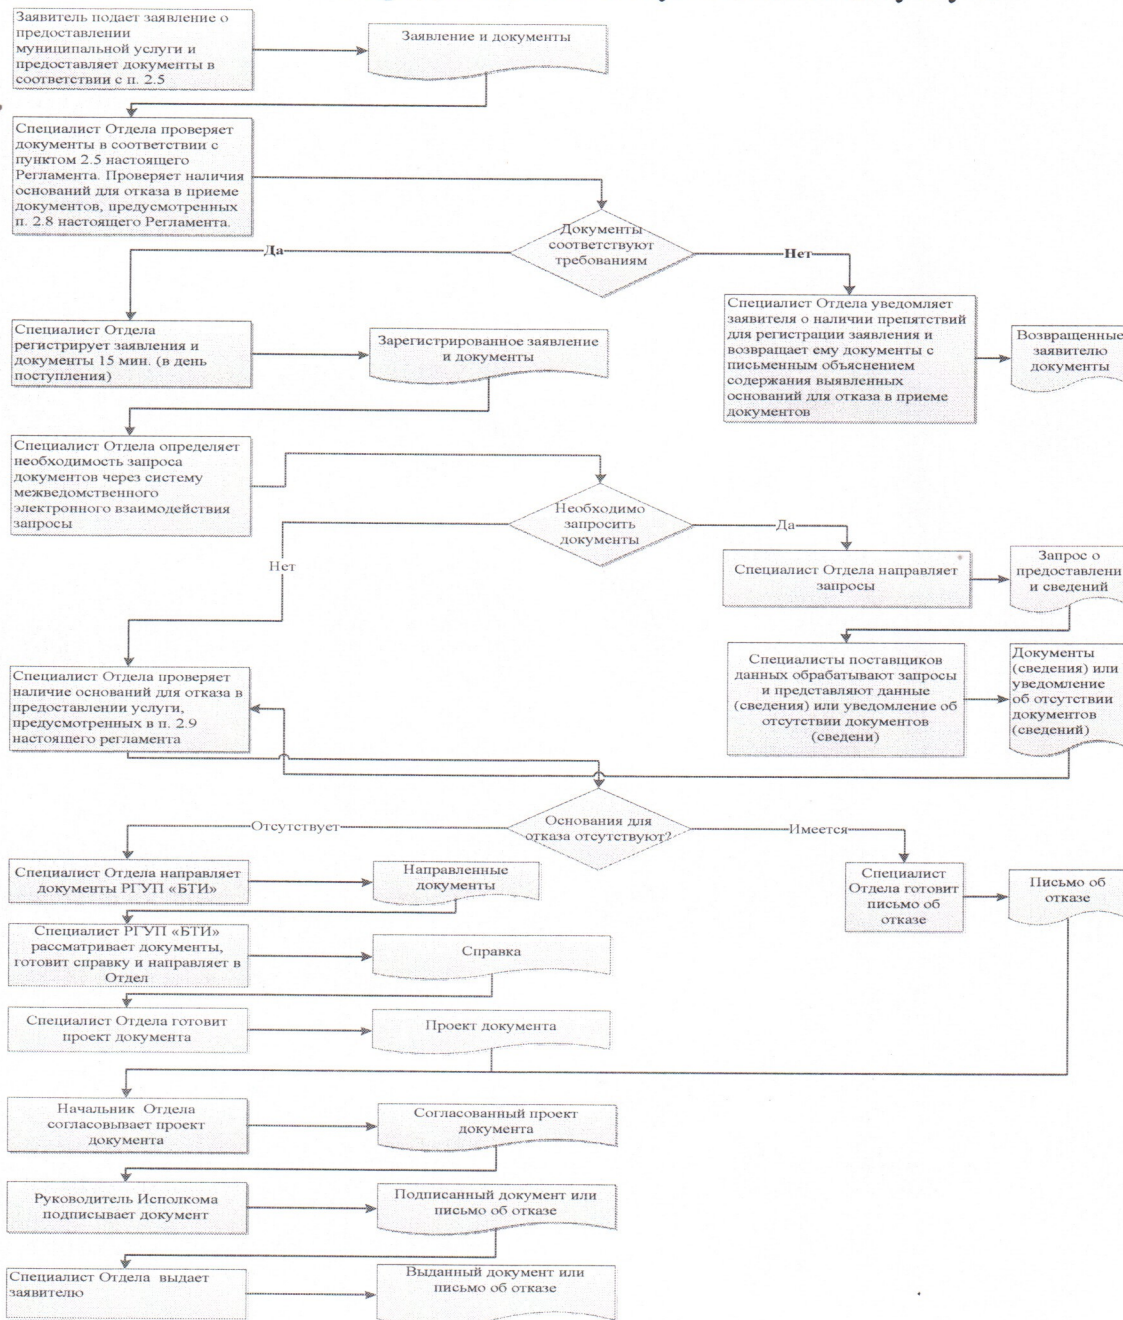 Заявитель подает заявление о
предоставлении
муниципальной услуги и
предоставляет документы в
соответствии с п. 2.5
Заявление и документы
Специалист Отдела проверяет
документы в соответствии с
пунктом 2.5 настоящего
Регламента. Проверяет наличия
оснований для отказа в приеме
документов, предусмотренных
п. 2.8 настоящего Регламента.
Документы
соответствуют
требованиям
Да
Нет
Специалист Отдела
регистрирует заявления и
документы 15 мин. (в день
поступления)
Зарегистрированное заявление
и документы
Специалист Отдела уведомляет
заявителя о наличии препятствий
для регистрации заявления и
возвращает ему документы с
письменным объяснением
содержания выявленных
оснований для отказа в приеме
документов
Возвращенные
заявителю
документы
Специалист Отдела определяет
необходимость запроса
документов через систему
межведомственного
электронного взаимодействия
запросы
Необходимо
запросить
документы
Да
Нет
Специалист Отдела направляет
запросы
Запрос о
предоставлени
и сведений
Специалисты поставщиков
данных обрабатывают запросы
и представляют данные
(сведения) или уведомление об
отсутствии документов
(сведени)
Документы
(сведения) или
уведомление
об отсутствии
документов
(сведений)
Специалист Отдела проверяет
наличие оснований для отказа в
предоставлении услуги,
предусмотренных в п. 2.9
настоящего регламента
Основания для
отказа отсутствуют?
Отсутствует
Имеется
Специалист Отдела направляет
документы РГУП «БТИ»
Направленные
документы
Специалист
Отдела готовит
письмо об
отказе
Письмо об
отказе
Специалист РГУП «БТИ»
рассматривает документы,
готовит справку и направляет в
Отдел
Справка
Специалист Отдела готовит
проект документа
Проект документа
Начальник Отдела
согласовывает проект
документа
Согласованный проект
документа
Руководитель Исполкома
подписывает документ
Подписанный документ или
письмо об отказе
Специалист Отдела выдает
заявителю
Выданный документ или
письмо об отказе